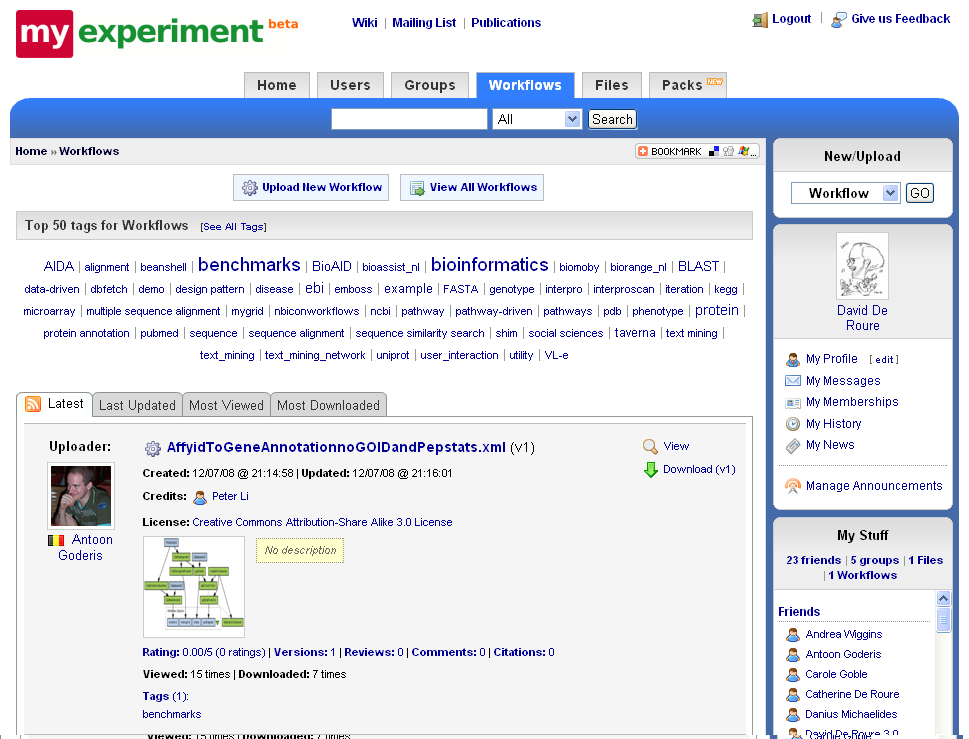 my experiment beta
Wiki | Mailing List | Publications
Logout | Give us Feedback
Home Users Groups Workflows Files Packs NEW
All Search
Home » Workflows
BOOKMARK ...
Upload New Workflow View All Workflows
Top 50 tags for Workflows [See All Tags]
AIDA | alignment | beanshell | benchmarks | BioAID | bioassist_nl | bioinformatics | biomoby | biorange_nl | BLAST |
data-driven | dbfetch | demo | design pattern | disease | ebi | emboss | example | FASTA | genotype | interpro | interproscan | iteration | kegg |
microarray | multiple sequence alignment | mygrid | nbiconworkflows | ncbi | pathway | pathway-driven | pathways | pdb | phenotype | protein |
protein annotation | pubmed | sequence | sequence alignment | sequence similarity search | shim | social sciences | taverna | text mining |
text_mining | text_mining_network | uniprot | user_interaction | utility | VL-e
Latest Last Updated Most Viewed Most Downloaded
Uploader:
Antoon
Goderis
AffyidToGeneAnnotationnoGOIDandPepstats.xml (v1)
Created: 12/07/08 @ 21:14:58 | Updated: 12/07/08 @ 21:16:01
Credits: Peter Li
License: Creative Commons Attribution-Share Alike 3.0 License
No description
View
Download (v1)
Rating: 0.00/5 (0 ratings) | Versions: 1 | Reviews: 0 | Comments: 0 | Citations: 0
Viewed: 15 times | Downloaded: 7 times
Tags (1):
benchmarks
Viewed: 15 times | Downloaded: 7 times
New/Upload
Workflow GO
David De
Roure
My Profile [edit]
My Messages
My Memberships
My History
My News
Manage Announcements
My Stuff
23 friends | 5 groups | 1 Files
| 1 Workflows
Friends
Andrea Wiggins
Antoon Goderis
Carole Goble
Catherine De Roure
Danius Michaelides